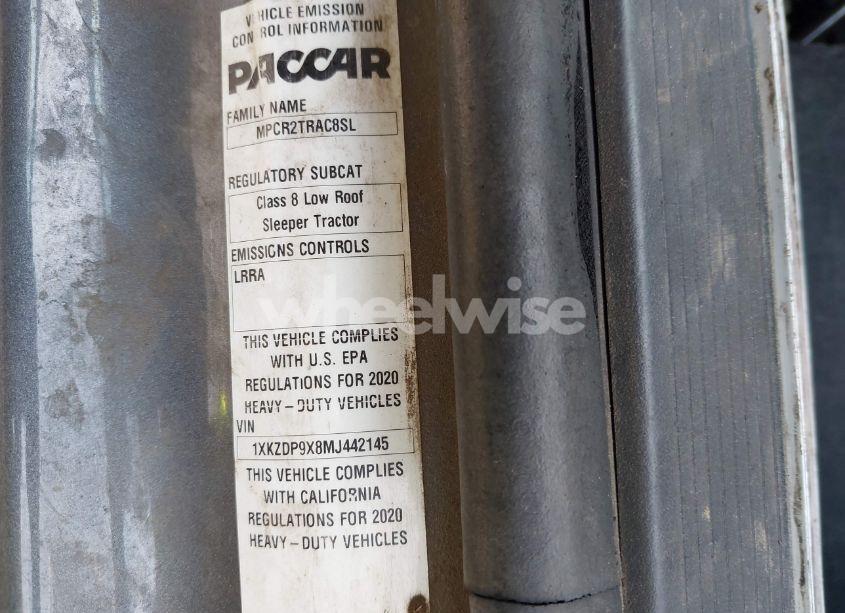 VEHICLE EMISSION
CONTROL INFORMATION
PACCAR
FAMILY NAME
MPCR2TRAC8SL
REGULATORY SUBCAT
Class 8 Low Roof
Sleeper Tractor
EMISSIONS CONTROLS
LRRA
wheelwise
THIS VEHICLE COMPLIES
WITH U.S. EPA
REGULATIONS FOR 2020
HEAVY-DUTY VEHICLES
VIN
1XKZDP9X8MJ442145
THIS VEHICLE COMPLIES
WITH CALIFORNIA
REGULATIONS FOR 2020
HEAVY-DUTY VEHICLES